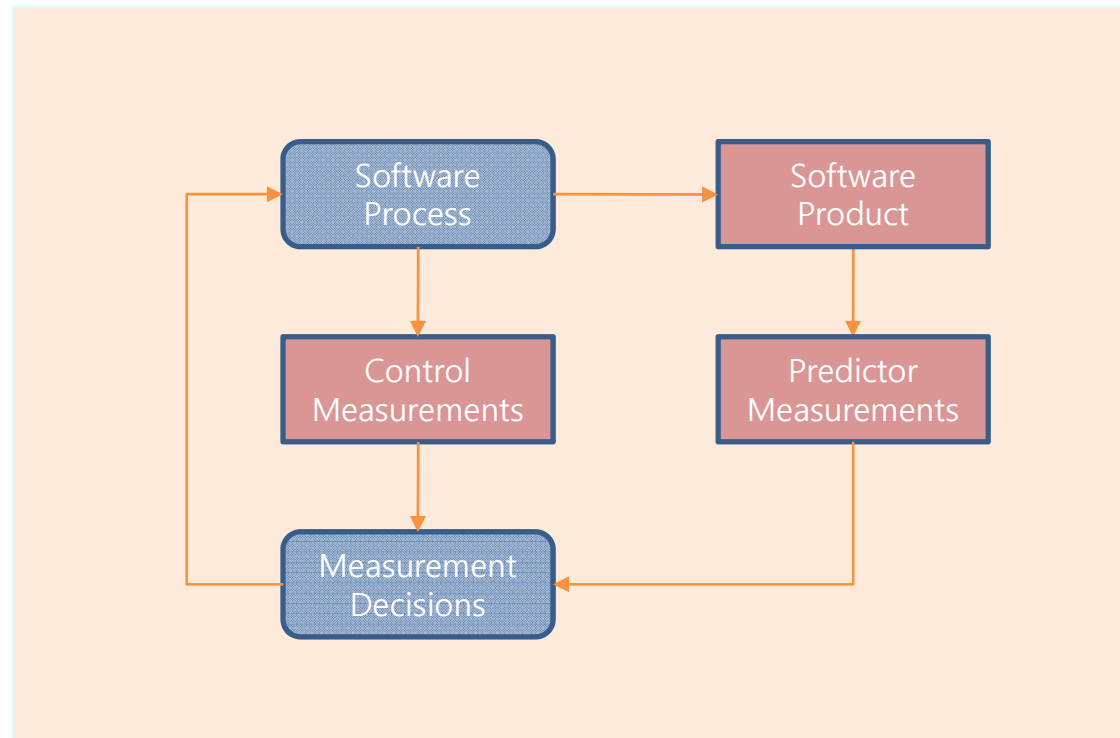 Software
Process
Software
Product
Control
Measurements
Predictor
Measurements
Measurement
Decisions